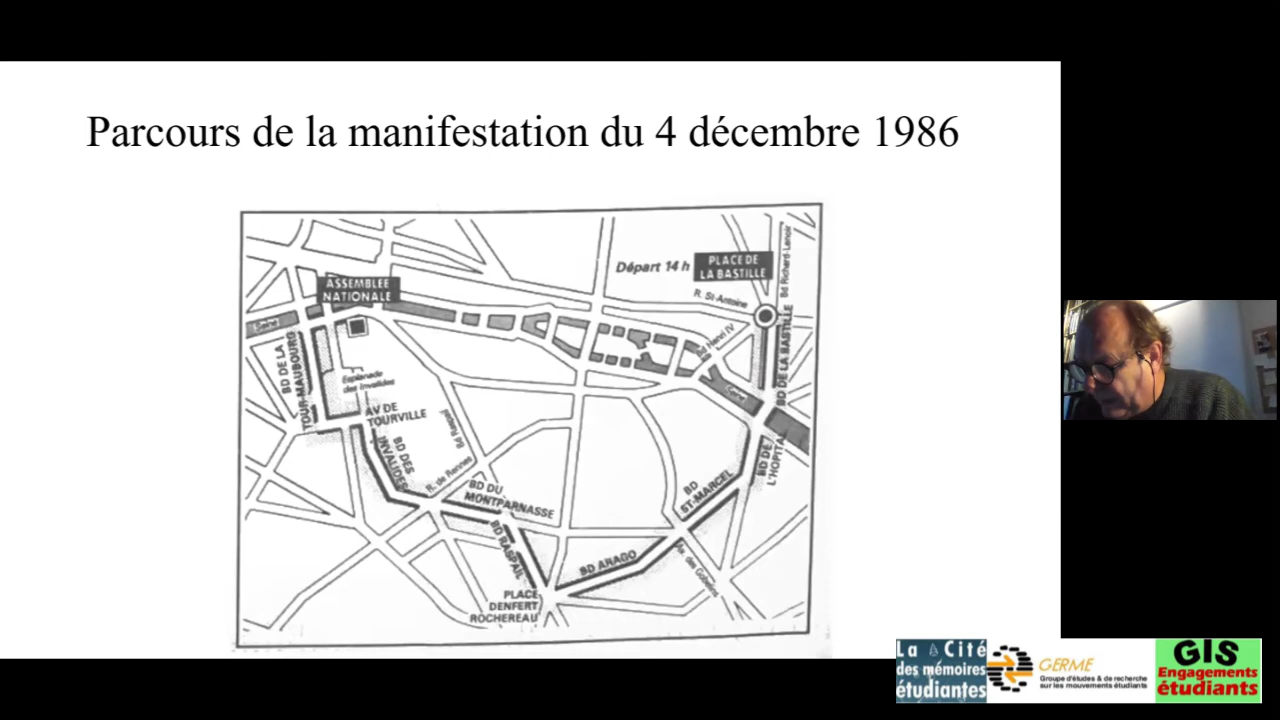 Parcours de la manifestation du 4 décembre 1986
Départ 14 h
PLACE DE
LA BASTILLE
Bd Richard-Lenoir
ASSEMBLEE
NATIONALE
R. St-Antoine
Seine
Bd Henri IV
BD DE LA BASTILLE
BD DE LA
TOUR-MAUBOURG
Esplanade
des Invalides
Seine
AV DE
TOURVILLE
Bd Raspail
BD DES
INVALIDES
R. de Rennes
BD DE
L'HOPITAL
BD DU
MONTPARNASSE
BD
ST-MARCEL
BD RASPAIL
BD ARAGO
Av. des Gobelins
PLACE
DENFERT
ROCHEREAU
La Cité
des mémoires
étudiantes
GERME
Groupe d'études & de recherche
sur les mouvements étudiants
GIS
Engagements
étudiants